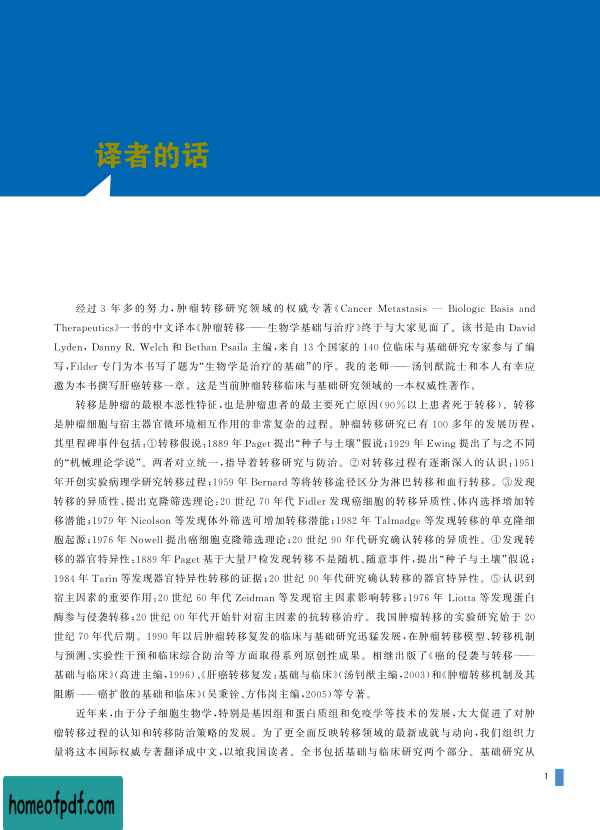 译者的话
经过 3 年多的努力,肿瘤转移研究领域的权威专著《Cancer Metastasis — Biologic Basis and
Therapeutics》一书的中文译本《肿瘤转移——生物学基础与治疗》终于与大家见面了。该书是由 David
Lyden, Danny R. Welch 和 Bethan Psaila 主编,来自 13 个国家的 140 位临床与基础研究专家参与了编
写,Filder 专门为本书写了题为“生物学是治疗的基础”的序。我的老师——汤钊猷院士和本人有幸应
邀为本书撰写肝癌转移一章。这是当前肿瘤转移临床与基础研究领域的一本权威性著作。
转移是肿瘤的最根本恶性特征,也是肿瘤患者的最主要死亡原因(90%以上患者死于转移)。转移
是肿瘤细胞与宿主器官微环境相互作用的非常复杂的过程。肿瘤转移研究已有 100 多年的发展历程,
其里程碑事件包括:①转移假说:1889 年 Paget 提出“种子与土壤”假说;1929 年 Ewing 提出了与之不同
的“机械理论学说”。两者对立统一,指导着转移研究与防治。②对转移过程有逐渐深入的认识:1951
年开创实验病理学研究转移过程;1959 年 Bernard 等将转移途径区分为淋巴转移和血行转移。③发现
转移的异质性、提出克隆筛选理论:20 世纪 70 年代 Fidler 发现癌细胞的转移异质性、体内选择增加转
移潜能;1979 年 Nicolson 等发现体外筛选可增加转移潜能;1982 年 Talmadge 等发现转移的单克隆细
胞起源;1976 年 Nowell 提出癌细胞克隆筛选理论;20 世纪 90 年代研究确认转移的异质性。④发现转
移的器官特异性:1889 年 Paget 基于大量尸检发现转移不是随机、随意事件,提出“种子与土壤”假说;
1984 年 Tarin 等发现器官特异性转移的证据;20 世纪 90 年代研究确认转移的器官特异性。⑤认识到
宿主因素的重要作用:20 世纪 60 年代 Zeidman 等发现宿主因素影响转移;1976 年 Liotta 等发现蛋白
酶参与侵袭转移;20 世纪 00 年代开始针对宿主因素的抗转移治疗。我国肿瘤转移的实验研究始于 20
世纪 70 年代后期。1990 年以后肿瘤转移复发的临床与基础研究迅猛发展,在肿瘤转移模型、转移机制
与预测、实验性干预和临床综合防治等方面取得系列原创性成果。相继出版了《癌的侵袭与转移——
基础与临床》(高进主编,1996)、《肝癌转移复发:基础与临床》(汤钊猷主编,2003)和《肿瘤转移机制及其
阻断——癌扩散的基础和临床》(吴秉铨、方伟岗主编,2005)等专著。
近年来,由于分子细胞生物学,特别是基因组和蛋白质组和免疫学等技术的发展,大大促进了对肿
瘤转移过程的认知和转移防治策略的发展。为了更全面反映转移领域的最新成就与动向,我们组织力
量将这本国际权威专著翻译成中文,以飨我国读者。全书包括基础与临床研究两个部分。基础研究从
1
homeofpdf.com